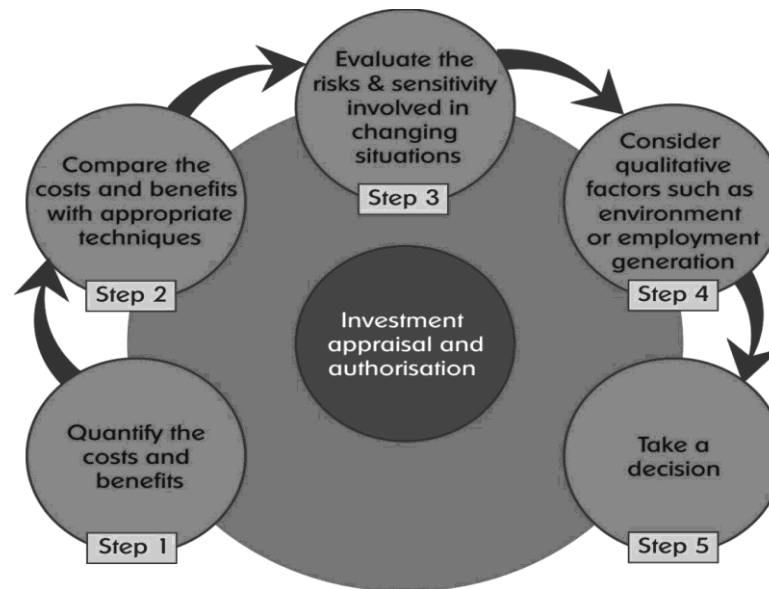 Quantify the
costs and
benefits
Step 1
Compare the
costs and benefits
with appropriate
techniques
Step 2
Evaluate the
risks & sensitivity
involved in
changing
situations
Step 3
Consider
qualitative
factors such as
environment
or employment
generation
Step 4
Take a
decision
Step 5
Investment
appraisal and
authorisation